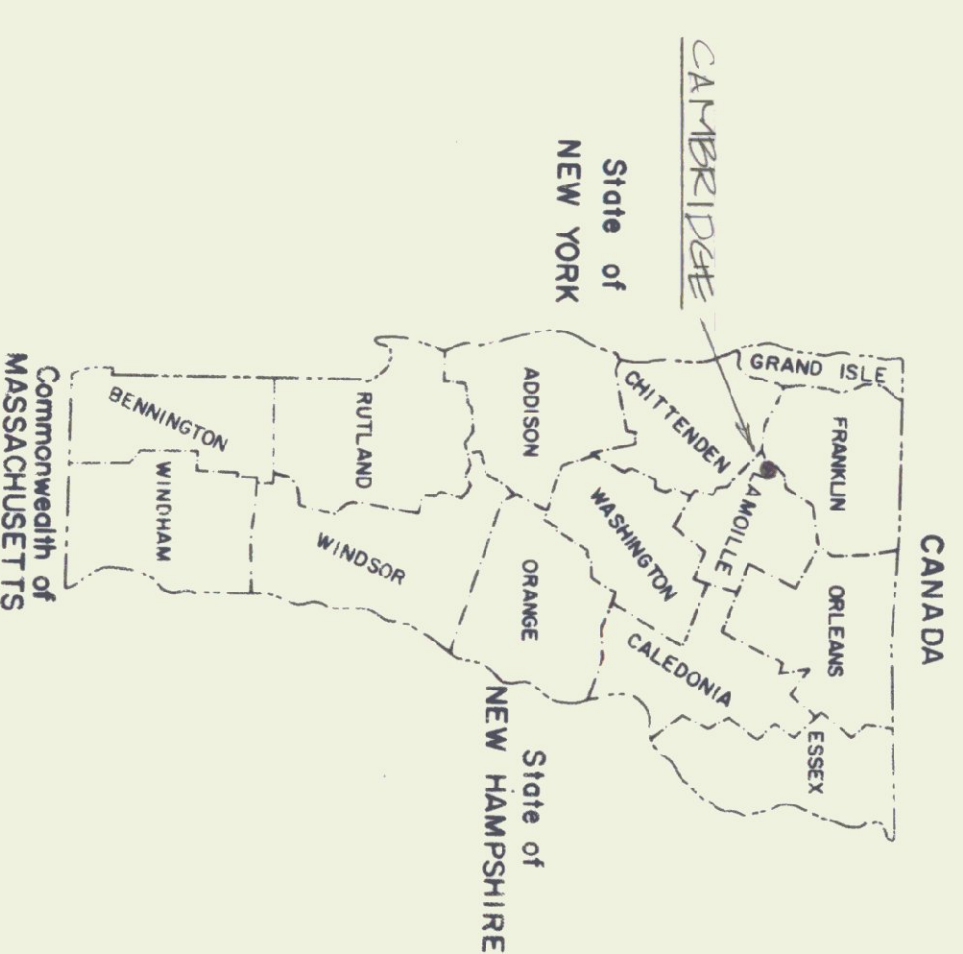 CANADA
CAMBRIDGE
GRAND ISLE
FRANKLIN
ORLEANS
ESSEX
LAMOILLE
CHITTENDEN
CALEDONIA
WASHINGTON
State of
NEW YORK
ADDISON
ORANGE
State of
NEW HAMPSHIRE
RUTLAND
WINDSOR
BENNINGTON
WINDHAM
Commonwealth of
MASSACHUSETTS